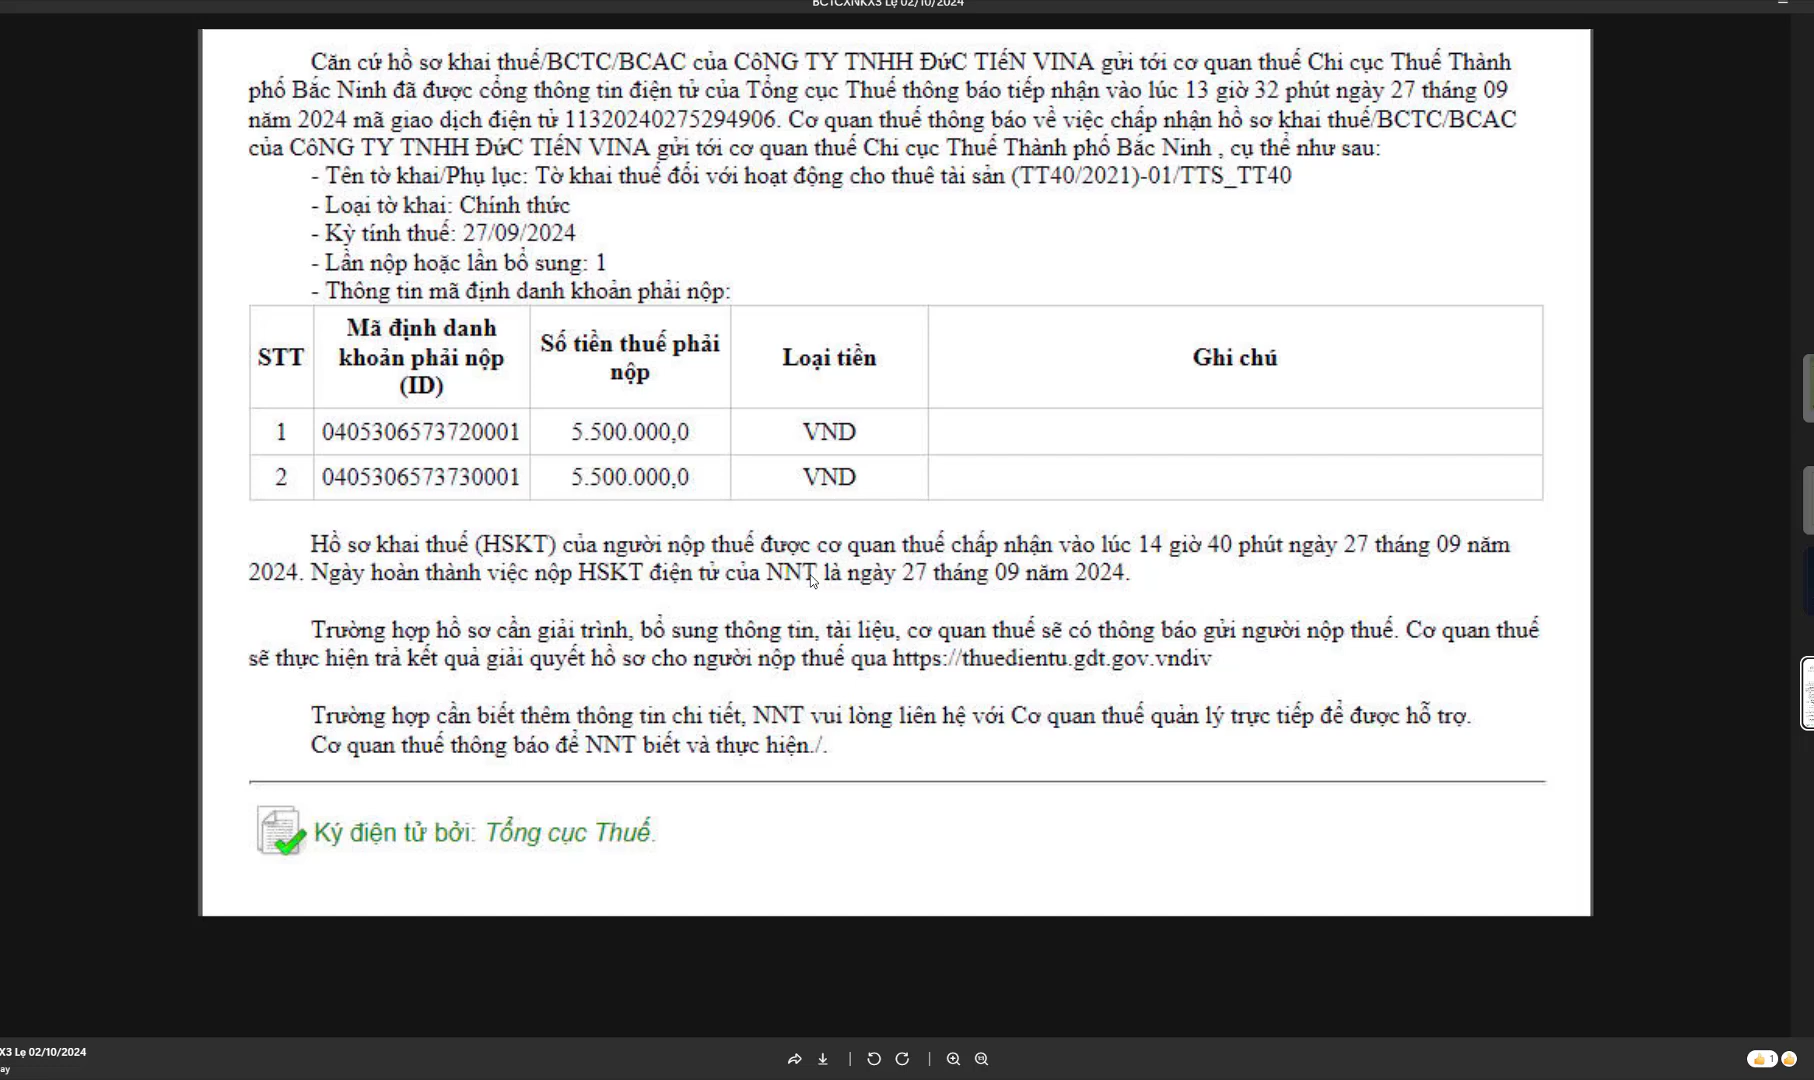 BCTCXNKX3 Lẹ 02/10/2024
Căn cứ hồ sơ khai thuế/BCTC/BCAC của CôNG TY TNHH ĐứC TIếN VINA gửi tới cơ quan thuế Chi cục Thuế Thành
phố Bắc Ninh đã được cổng thông tin điện tử của Tổng cục Thuế thông báo tiếp nhận vào lúc 13 giờ 32 phút ngày 27 tháng 09
năm 2024 mã giao dịch điện tử 11320240275294906. Cơ quan thuế thông báo về việc chấp nhận hồ sơ khai thuế/BCTC/BCAC
của CôNG TY TNHH ĐứC TIếN VINA gửi tới cơ quan thuế Chi cục Thuế Thành phố Bắc Ninh , cụ thể như sau:
- Tên tờ khai/Phụ lục: Tờ khai thuế đối với hoạt động cho thuê tài sản (TT40/2021)-01/TTS_TT40
- Loại tờ khai: Chính thức
- Kỳ tính thuế: 27/09/2024
- Lần nộp hoặc lần bổ sung: 1
- Thông tin mã định danh khoản phải nộp:
STT Mã định danh khoản phải nộp (ID) Số tiền thuế phải nộp Loại tiền Ghi chú
1 0405306573720001 5.500.000,0 VND
2 0405306573730001 5.500.000,0 VND
Hồ sơ khai thuế (HSKT) của người nộp thuế được cơ quan thuế chấp nhận vào lúc 14 giờ 40 phút ngày 27 tháng 09 năm
2024. Ngày hoàn thành việc nộp HSKT điện tử của NNT là ngày 27 tháng 09 năm 2024.
Trường hợp hồ sơ cần giải trình, bổ sung thông tin, tài liệu, cơ quan thuế sẽ có thông báo gửi người nộp thuế. Cơ quan thuế
sẽ thực hiện trả kết quả giải quyết hồ sơ cho người nộp thuế qua https://thuedientu.gdt.gov.vndiv
Trường hợp cần biết thêm thông tin chi tiết, NNT vui lòng liên hệ với Cơ quan thuế quản lý trực tiếp để được hỗ trợ.
Cơ quan thuế thông báo để NNT biết và thực hiện./.
Ký điện tử bởi: Tổng cục Thuế.
X3 Lẹ 02/10/2024
ay
1